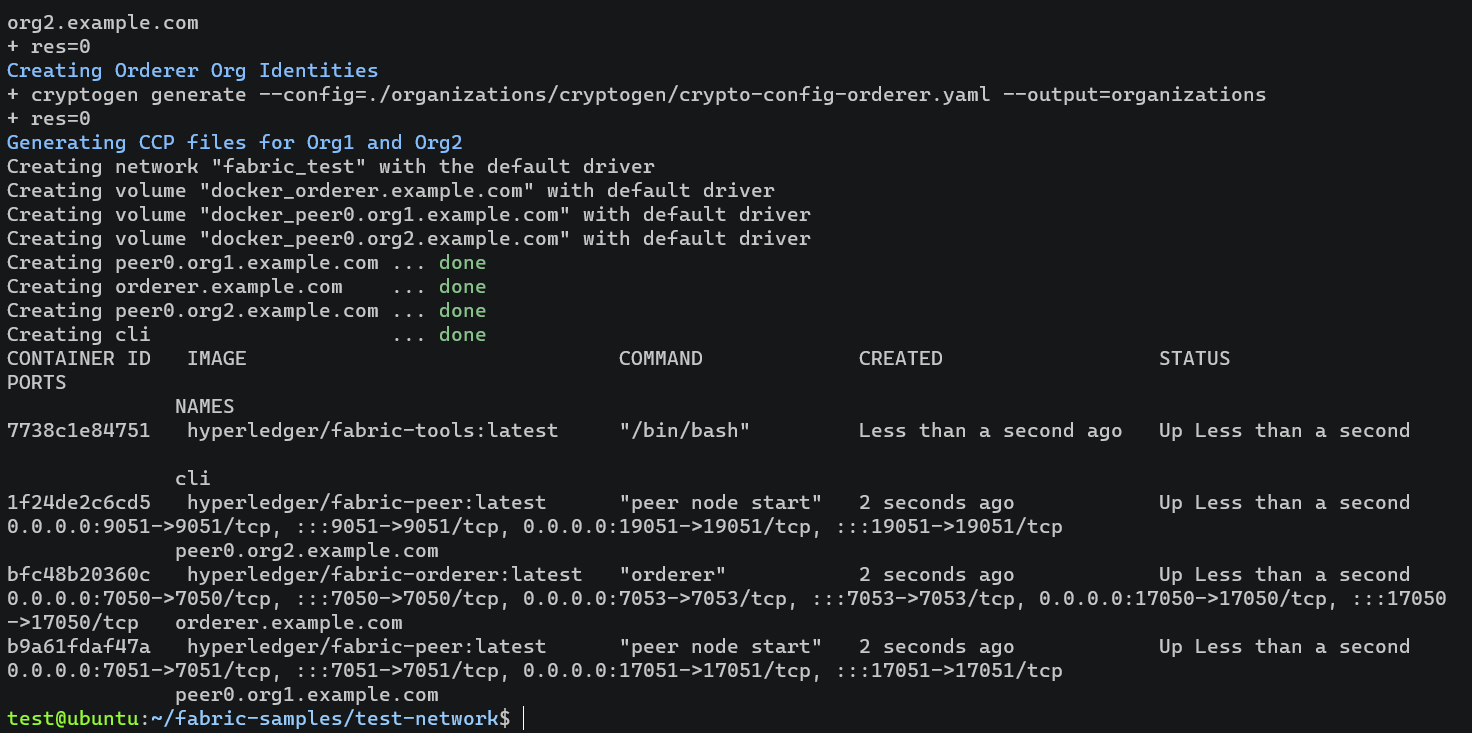 org2.example.com
+ res=0
Creating Orderer Org Identities
+ cryptogen generate --config=./organizations/cryptogen/crypto-config-orderer.yaml --output=organizations
+ res=0
Generating CCP files for Org1 and Org2
Creating network "fabric_test" with the default driver
Creating volume "docker_orderer.example.com" with default driver
Creating volume "docker_peer0.org1.example.com" with default driver
Creating volume "docker_peer0.org2.example.com" with default driver
Creating peer0.org1.example.com ... done
Creating orderer.example.com    ... done
Creating peer0.org2.example.com ... done
Creating cli                    ... done
CONTAINER ID   IMAGE                               COMMAND             CREATED                  STATUS
PORTS
              NAMES
7738c1e84751   hyperledger/fabric-tools:latest     "/bin/bash"         Less than a second ago   Up Less than a second
              cli
1f24de2c6cd5   hyperledger/fabric-peer:latest      "peer node start"   2 seconds ago            Up Less than a second
0.0.0.0:9051->9051/tcp, :::9051->9051/tcp, 0.0.0.0:19051->19051/tcp, :::19051->19051/tcp
              peer0.org2.example.com
bfc48b20360c   hyperledger/fabric-orderer:latest   "orderer"           2 seconds ago            Up Less than a second
0.0.0.0:7050->7050/tcp, :::7050->7050/tcp, 0.0.0.0:7053->7053/tcp, :::7053->7053/tcp, 0.0.0.0:17050->17050/tcp, :::17050
->17050/tcp   orderer.example.com
b9a61fdaf47a   hyperledger/fabric-peer:latest      "peer node start"   2 seconds ago            Up Less than a second
0.0.0.0:7051->7051/tcp, :::7051->7051/tcp, 0.0.0.0:17051->17051/tcp, :::17051->17051/tcp
              peer0.org1.example.com
test@ubuntu:~/fabric-samples/test-network$